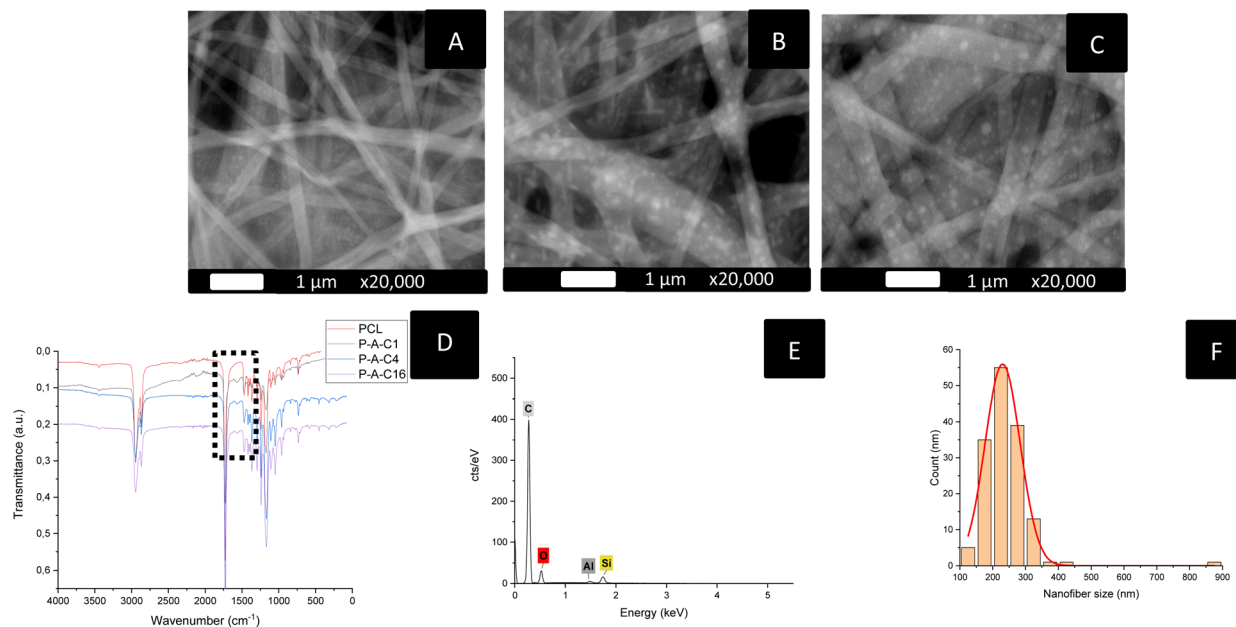 A
B
C
1 µm x20,000
1 µm x20,000
1 µm x20,000
D
E
F
PCL
P-A-C1
P-A-C4
P-A-C16
0,0
0,1
0,2
0,3
0,4
0,5
0,6
Transmittance (a.u.)
4000 3500 3000 2500 2000 1500 1000 500 0
Wavenumber (cm⁻¹)
500
400
300
200
100
0
cts/eV
C
O
Al
Si
0 1 2 3 4 5
Energy (keV)
60
50
40
30
20
10
0
Count (nm)
100 200 300 400 500 600 700 800 900
Nanofiber size (nm)